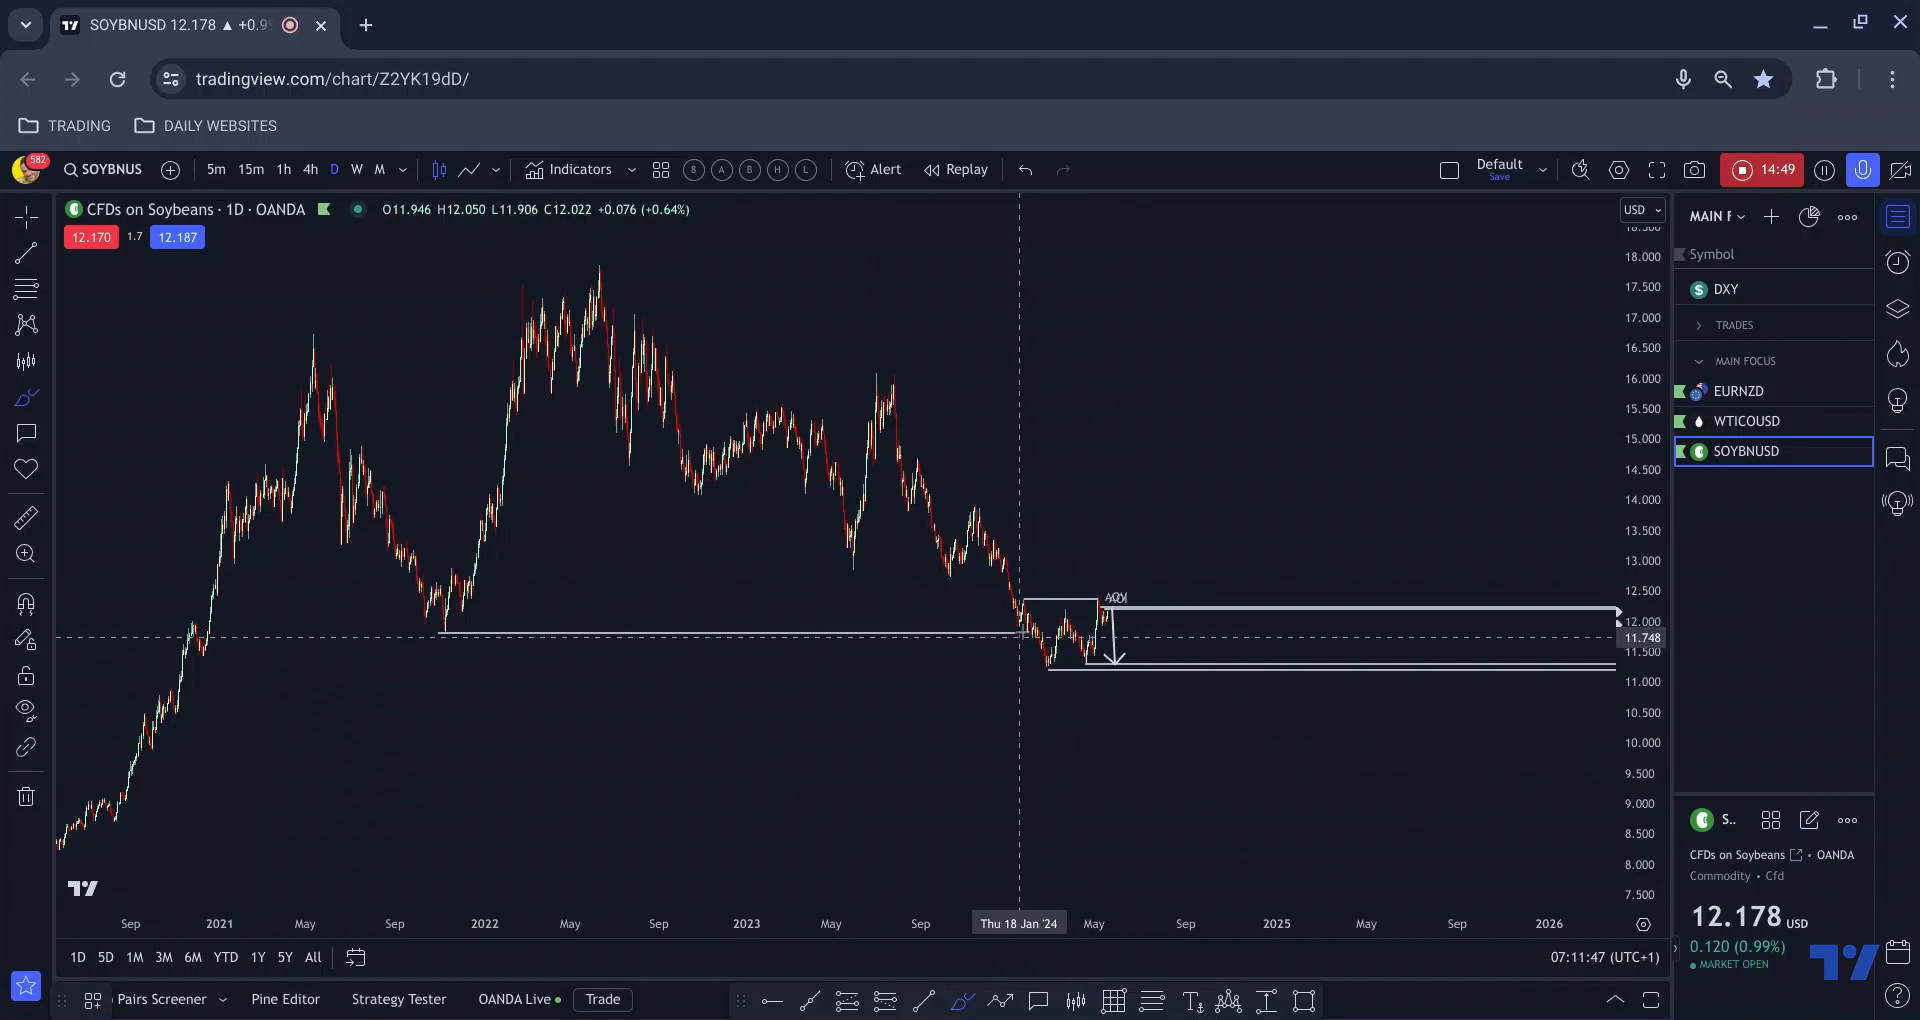 SOYBNUSD 12.178 ▲ +0.99
tradingview.com/chart/Z2YK19dD/
TRADING
DAILY WEBSITES
582
SOYBNUS
5m 15m 1h 4h D W M
Indicators
8 A B H L
Alert
Replay
Default
Save
14:49
CFDs on Soybeans · 1D · OANDA
O11.946 H12.050 L11.906 C12.022 +0.076 (+0.64%)
12.170 1.7 12.187
USD
18.500
18.000
17.500
17.000
16.500
16.000
15.500
15.000
14.500
14.000
13.500
13.000
12.500
12.000
11.748
11.500
11.000
10.500
10.000
9.500
9.000
8.500
8.000
7.500
Sep 2021 May Sep 2022 May Sep 2023 May Sep Thu 18 Jan '24 May Sep 2025 May Sep 2026
1D 5D 1M 3M 6M YTD 1Y 5Y All
07:11:47 (UTC+1)
Pairs Screener
Pine Editor
Strategy Tester
OANDA Live
Trade
MAIN F
Symbol
DXY
TRADES
MAIN FOCUS
EURNZD
WTICOUSD
SOYBNUSD
S..
CFDs on Soybeans • OANDA
Commodity • Cfd
12.178 USD
0.120 (0.99%)
MARKET OPEN